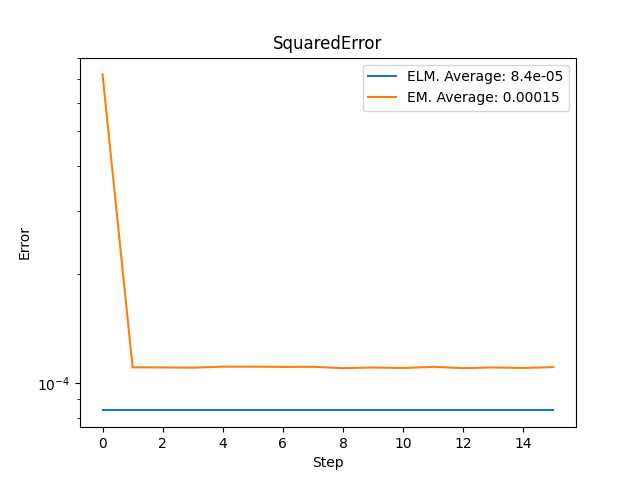 SquaredError
ELM. Average: 8.4e-05
EM. Average: 0.00015
Error
10⁻⁴
0 2 4 6 8 10 12 14
Step